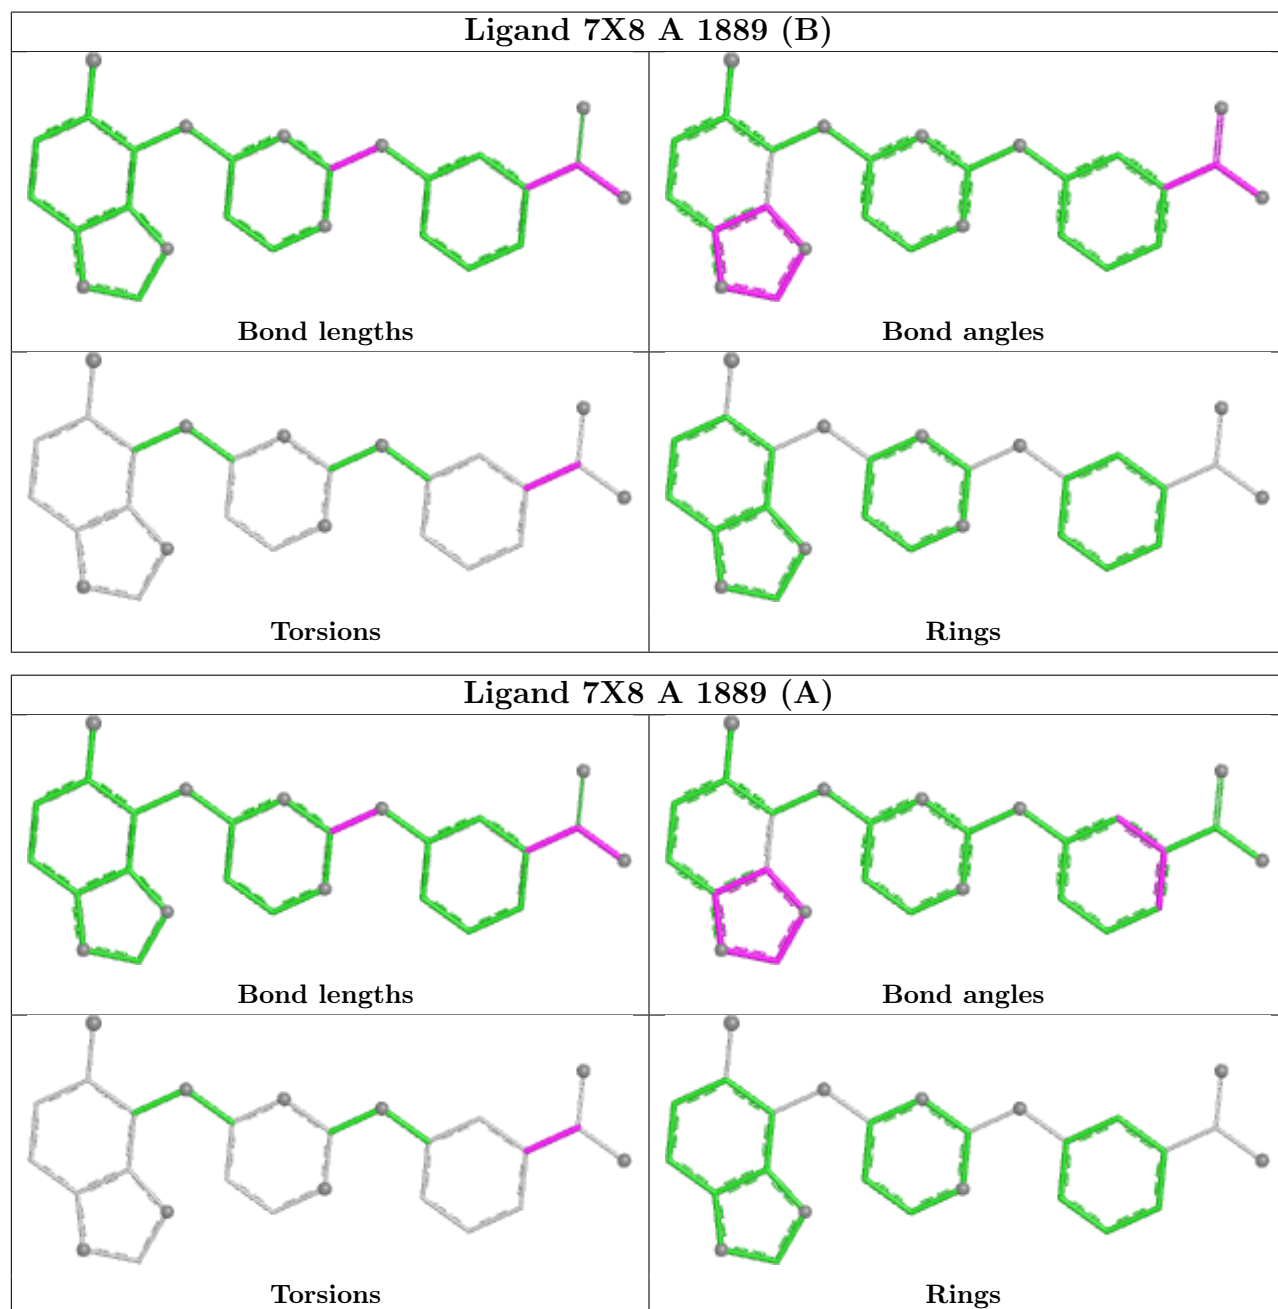 Ligand 7X8 A 1889 (B)
Bond lengths
Bond angles
Torsions
Rings
Ligand 7X8 A 1889 (A)
Bond lengths
Bond angles
Torsions
Rings